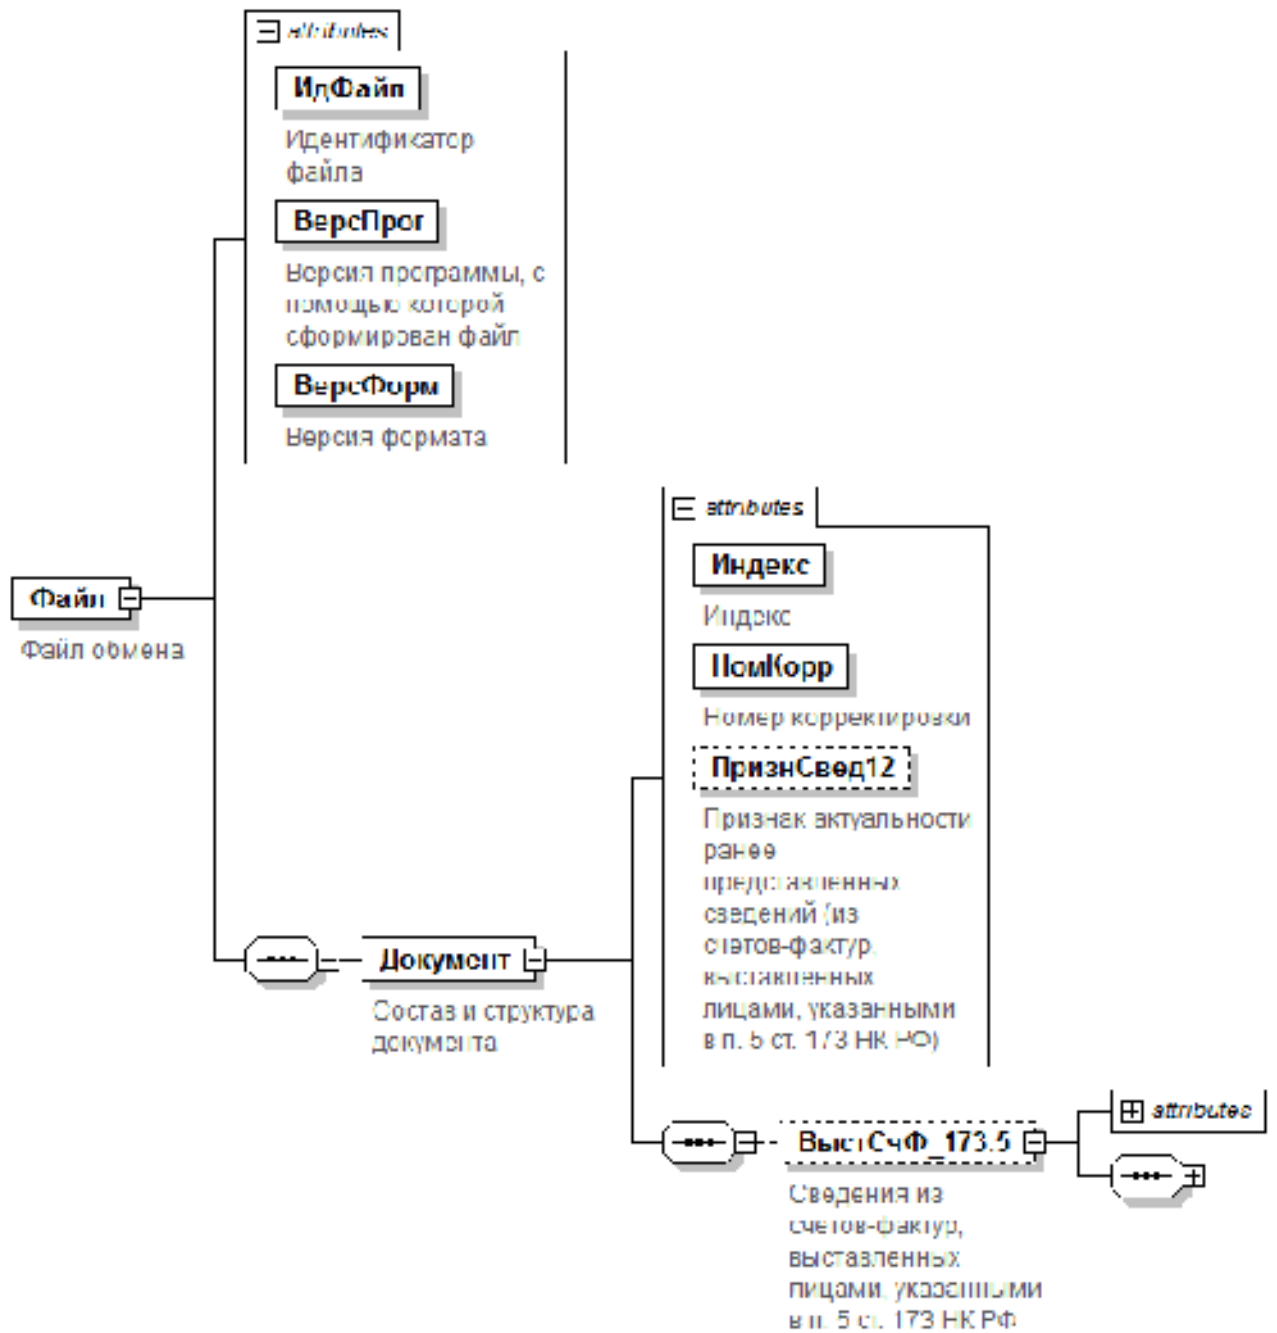 attributes
ИдФайл
Идентификатор
файла
ВерсПрог
Версия программы, с
помощью которой
сформирован файл
ВерсФорм
Версия формата
Файл
Файл обмена
attributes
Индекс
Индекс
НомКорр
Номер корректировки
ПризнСвед12
Признак актуальности
ранее
представленных
сведений (из
счетов-фактур,
выставленных
лицами, указанными
в п. 5 ст. 173 НК РФ)
Документ
Состав и структура
документа
ВыстСчФ_173.5
Сведения из
счетов-фактур,
выставленных
лицами, указанными
в п. 5 ст. 173 НК РФ
attributes